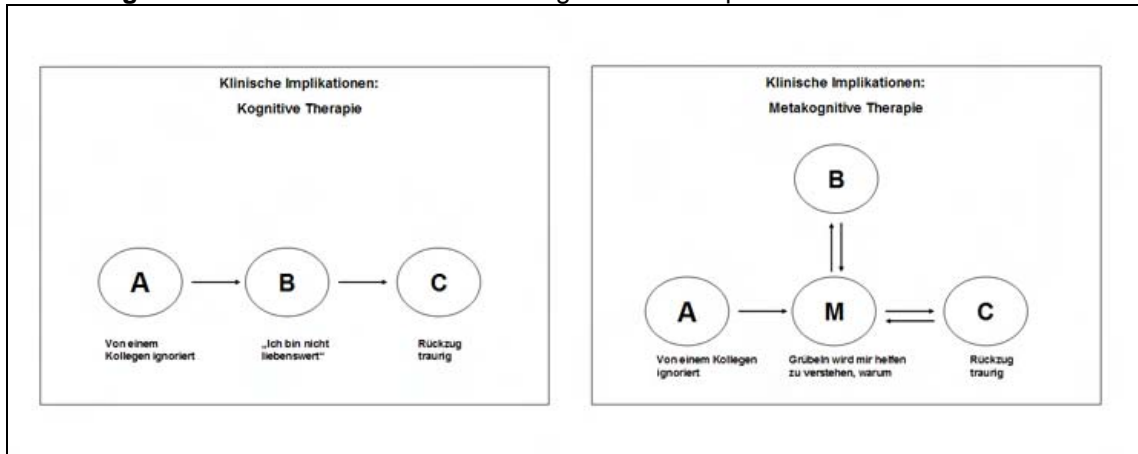 Klinische Implikationen:
Kognitive Therapie
A
B
C
Von einem
Kollegen ignoriert
„Ich bin nicht
liebenswert“
Rückzug
traurig
Klinische Implikationen:
Metakognitive Therapie
B
A
M
C
Von einem Kollegen
ignoriert
Grübeln wird mir helfen
zu verstehen, warum
Rückzug
traurig